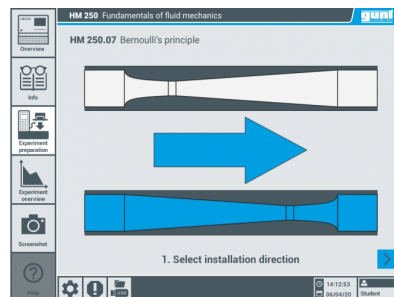 HM 250 Fundamentals of fluid mechanics
gunt
HM 250.07 Bernoulli's principle
Overview
Info
Experiment
preparation
Experiment
overview
Screenshot
Help
1. Select installation direction
14:12:53
06/04/20
Student